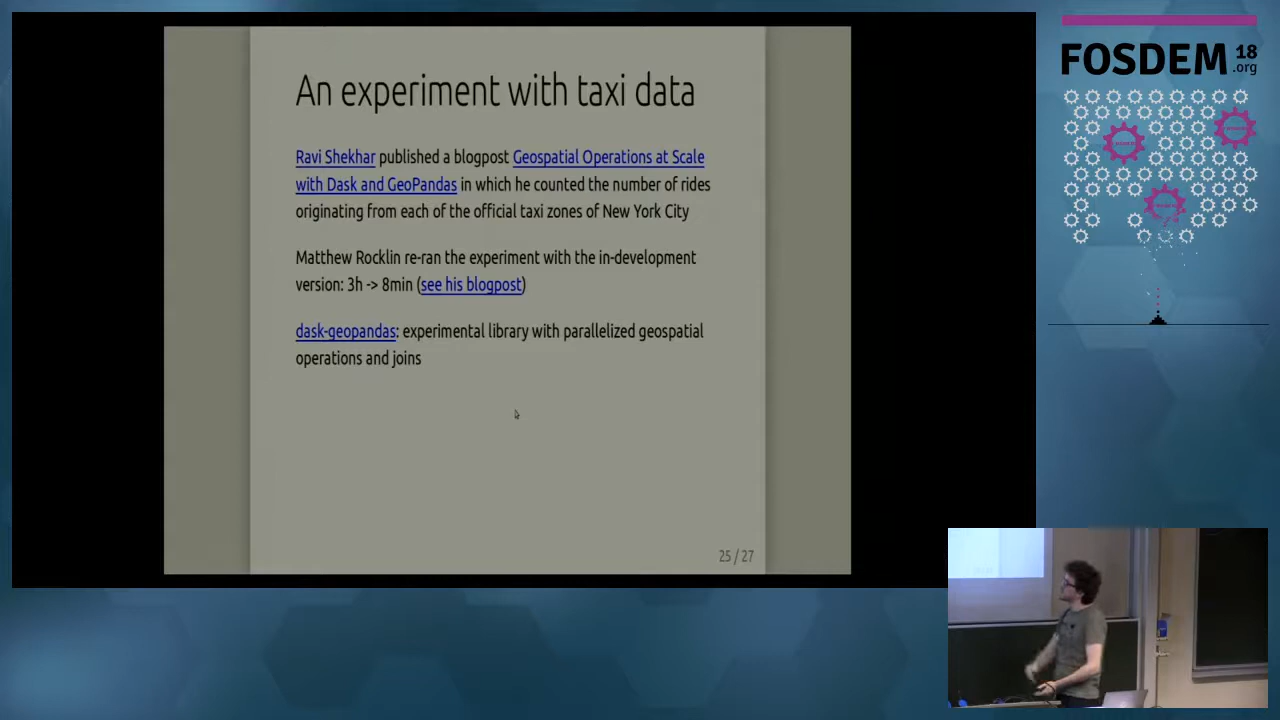 An experiment with taxi data
Ravi Shekhar published a blogpost Geospatial Operations at Scale
with Dask and GeoPandas in which he counted the number of rides
originating from each of the official taxi zones of New York City
Matthew Rocklin re-ran the experiment with the in-development
version: 3h -> 8min (see his blogpost)
dask-geopandas: experimental library with parallelized geospatial
operations and joins
25 / 27
FOSDEM 18
.org